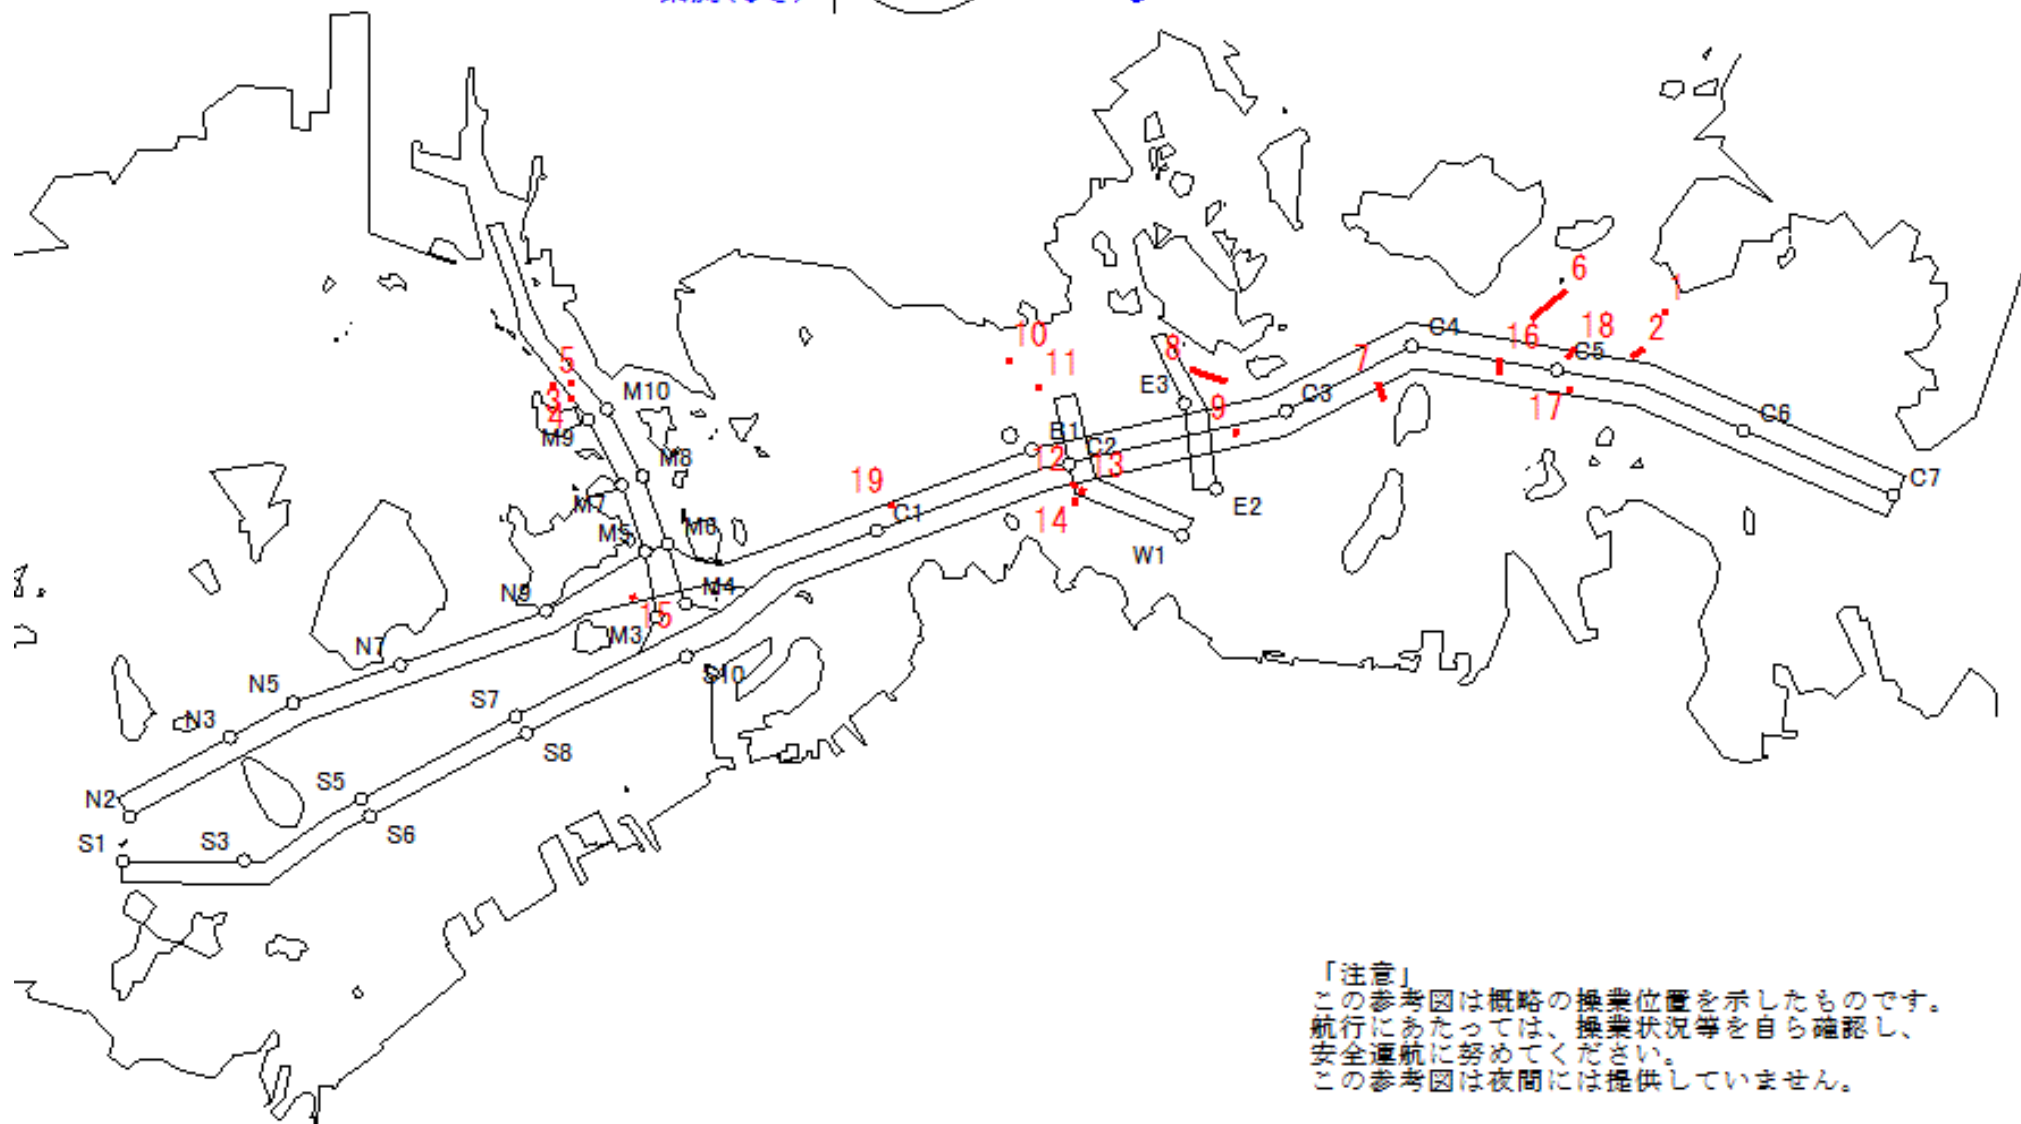 6
1
10
16
18
2
C4
C5
5
11
8
7
3
M10
E3
C3
17
4
9
C6
M9
B1
M8
12
C2
13
C7
M7
19
E2
M5
M6
C1
14
W1
N9
M4
15
M3
N7
S10
N5
N3
S7
S8
N2
S5
S6
S1
S3
「注意」
この参考図は概略の操業位置を示したものです。
航行にあたっては、操業状況等を自ら確認し、
安全運航に努めてください。
この参考図は夜間には提供していません。